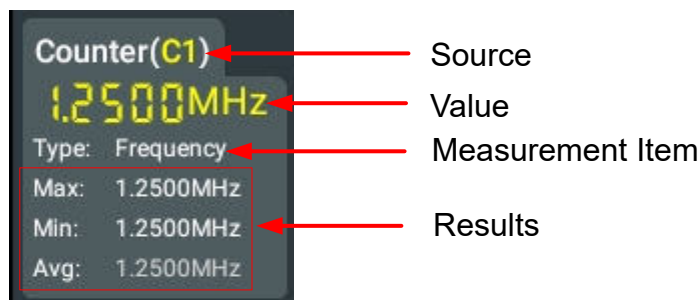 Counter(C1)
Source
1.2500MHz
Value
Type: Frequency
Measurement Item
Max: 1.2500MHz
Min: 1.2500MHz
Results
Avg: 1.2500MHz